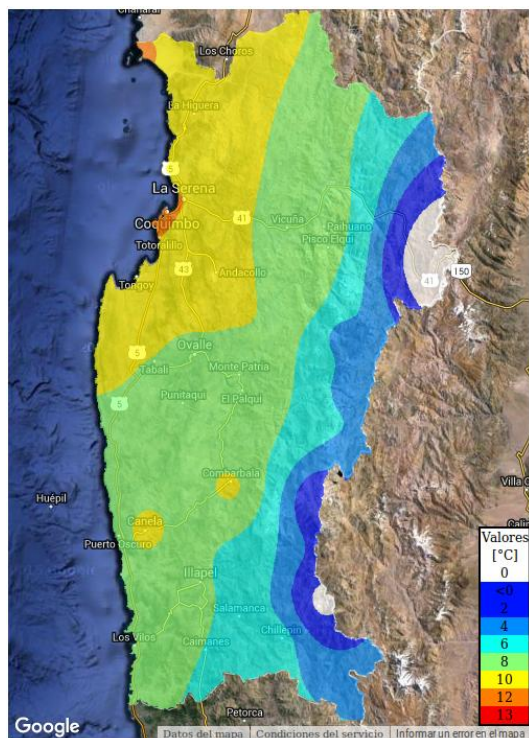 Chañaral
Los Choros
La Higuera
5
La Serena
Coquimbo
41
Vicuña
Paihuano
Totoralillo
Pisco Elqui
43
Andacollo
41
150
Tongoy
5
Ovalle
Tabalí
Monte Patria
5
Punitaqui
El Palqui
Combarbalá
Huépil
Canela
Puerto Oscuro
Illapel
Salamanca
Los Vilos
Chillepín
Caimanes
Petorca
Villa
Valores
[°C]
0
<0
2
4
6
8
10
12
13
Google
Datos del mapa
Condiciones del servicio
Informar un error en el mapa